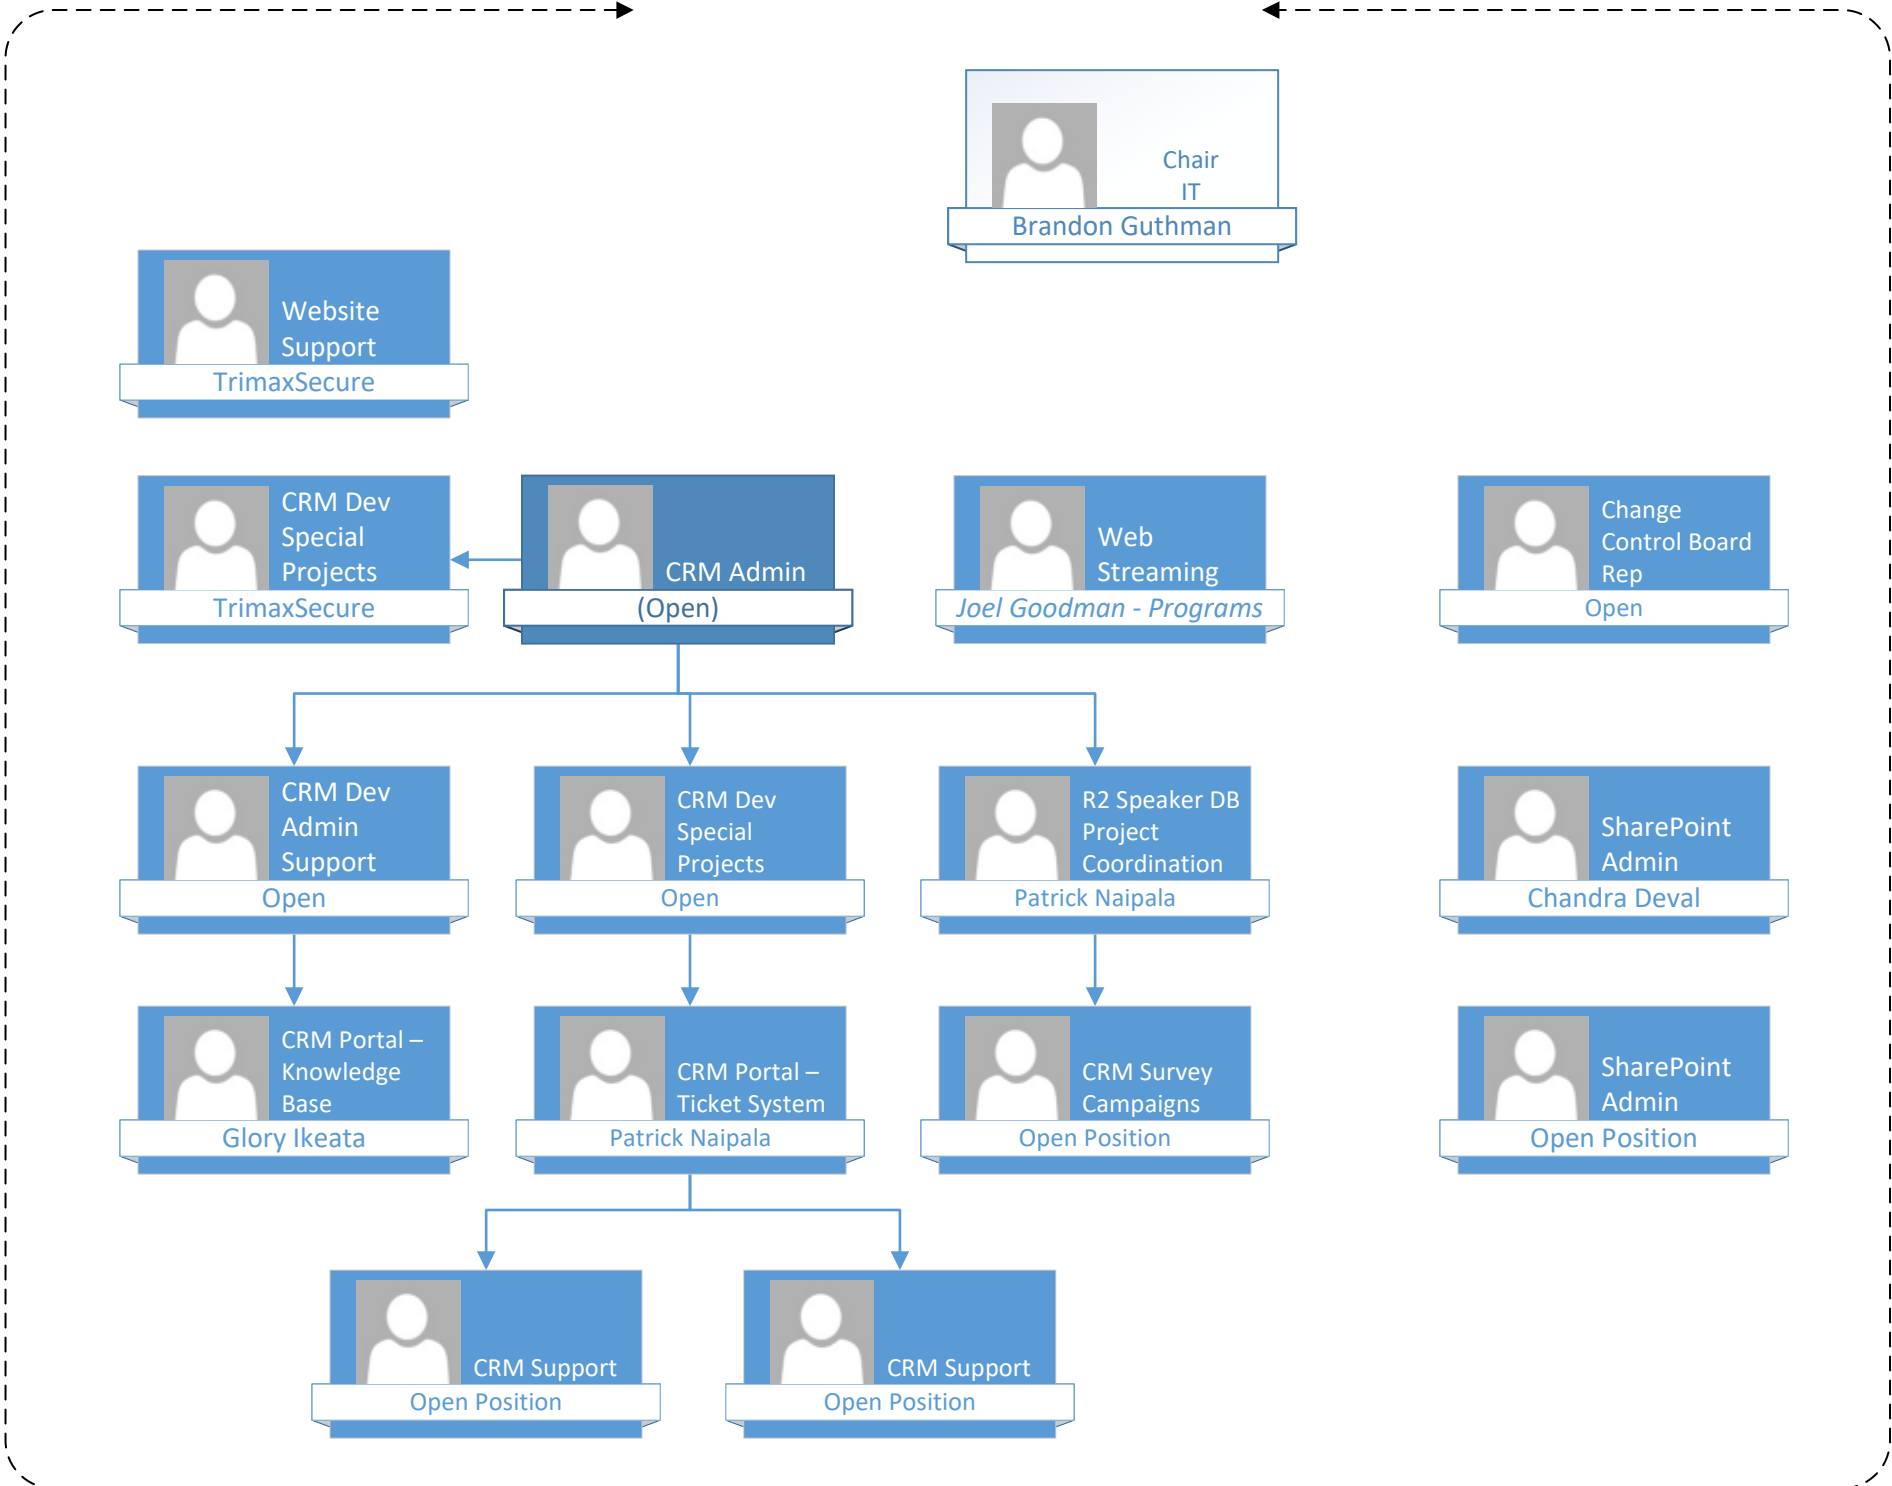 Chair
IT
Brandon Guthman
Website
Support
TrimaxSecure
CRM Dev
Special
Projects
TrimaxSecure
CRM Admin
(Open)
Web
Streaming
Joel Goodman - Programs
Change
Control Board
Rep
Open
CRM Dev
Admin
Support
Open
CRM Dev
Special
Projects
Open
R2 Speaker DB
Project
Coordination
Patrick Naipala
SharePoint
Admin
Chandra Deval
CRM Portal –
Knowledge
Base
Glory Ikeata
CRM Portal –
Ticket System
Patrick Naipala
CRM Survey
Campaigns
Open Position
SharePoint
Admin
Open Position
CRM Support
Open Position
CRM Support
Open Position